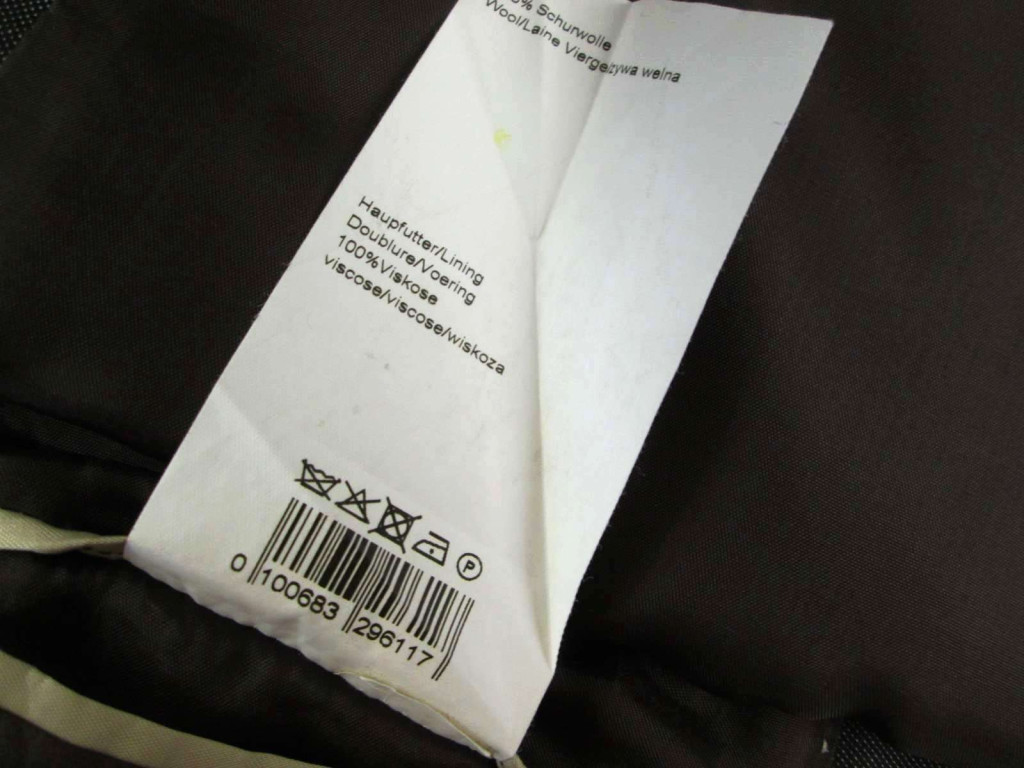 % Schurwolle
Wool/Laine Vierge
żywa wełna
Haupfutter/Lining
Doublure/Voering
100%Viskose
viscose/viscose/wiskoza
P
0 100683 296117